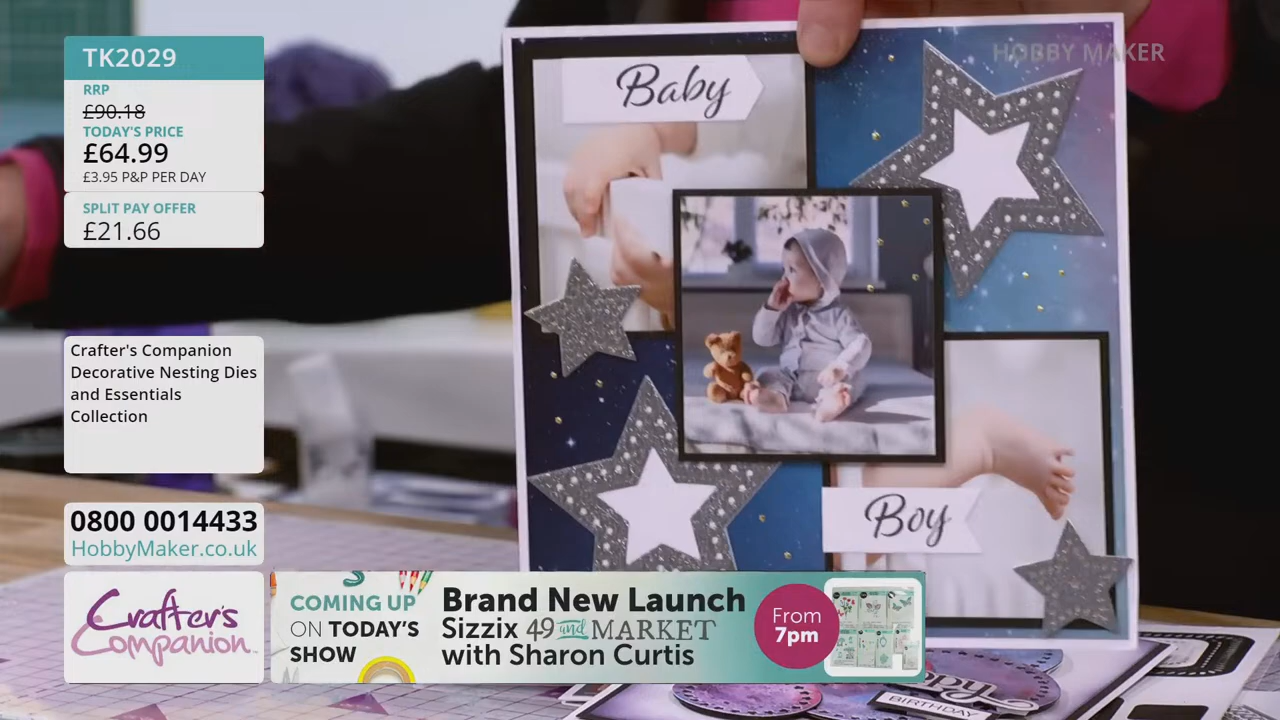 TK2029
RRP
£90.18
TODAY'S PRICE
£64.99
£3.95 P&P PER DAY
SPLIT PAY OFFER
£21.66
Crafter's Companion
Decorative Nesting Dies
and Essentials
Collection
0800 0014433
HobbyMaker.co.uk
Crafter's
Companion
HOBBY MAKER
Baby
Boy
COMING UP
ON TODAY'S
SHOW
Brand New Launch
Sizzix 49 and MARKET
with Sharon Curtis
From
7pm
BIRTHDAY